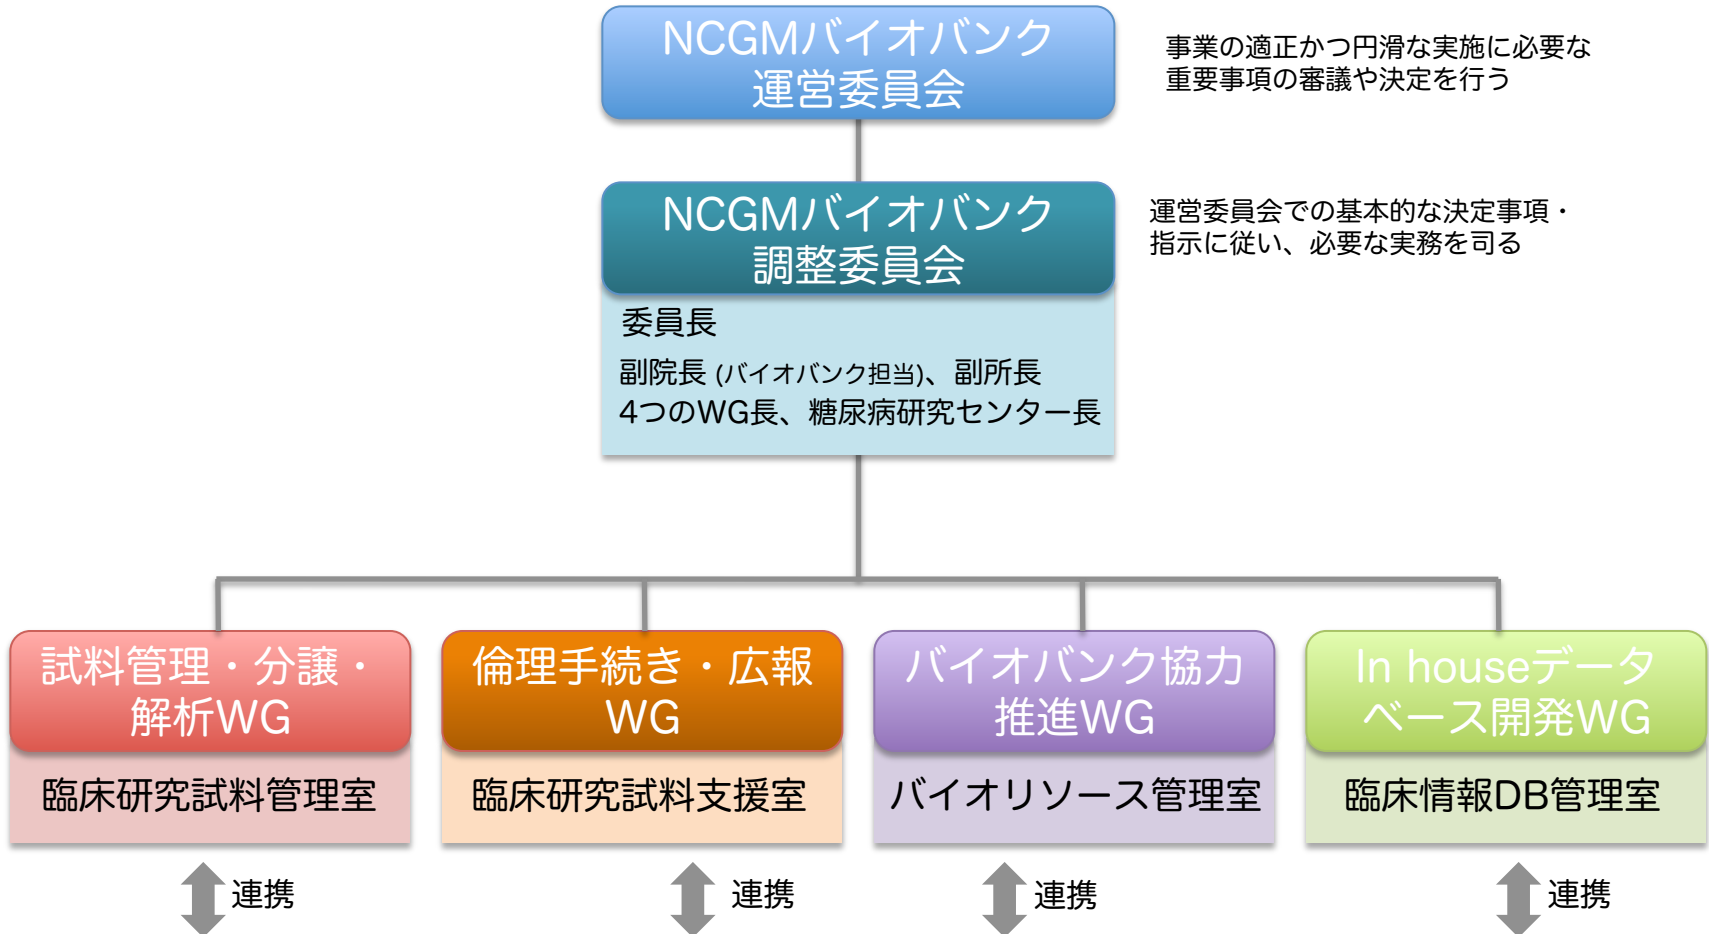 NCGMバイオバンク
運営委員会
事業の適正かつ円滑な実施に必要な
重要事項の審議や決定を行う
NCGMバイオバンク
調整委員会
運営委員会での基本的な決定事項・
指示に従い、必要な実務を司る
委員長
副院長 (バイオバンク担当)、副所長
4つのWG長、糖尿病研究センター長
試料管理・分譲・
解析WG
臨床研究試料管理室
倫理手続き・広報
WG
臨床研究試料支援室
バイオバンク協力
推進WG
バイオリソース管理室
In houseデータ
ベース開発WG
臨床情報DB管理室
連携
連携
連携
連携